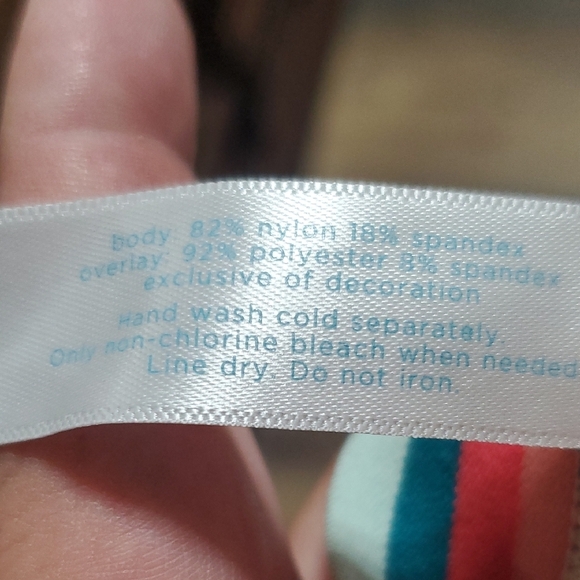 body: 82% nylon 18% spandex
overlay: 92% polyester 8% spandex
exclusive of decoration
Hand wash cold separately.
Only non-chlorine bleach when needed
Line dry. Do not iron.